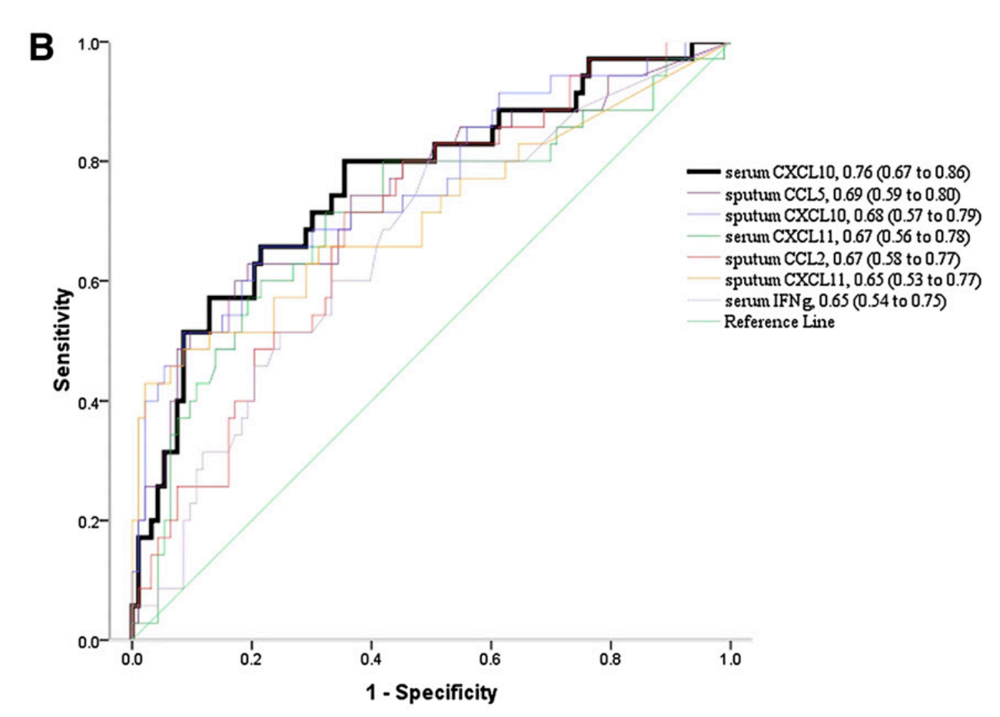 B
1.0
0.8
0.6
0.4
0.2
0.0
Sensitivity
0.0 0.2 0.4 0.6 0.8 1.0
1 - Specificity
serum CXCL10, 0.76 (0.67 to 0.86)
sputum CCL5, 0.69 (0.59 to 0.80)
sputum CXCL10, 0.68 (0.57 to 0.79)
serum CXCL11, 0.67 (0.56 to 0.78)
sputum CCL2, 0.67 (0.58 to 0.77)
sputum CXCL11, 0.65 (0.53 to 0.77)
serum IFNg, 0.65 (0.54 to 0.75)
Reference Line